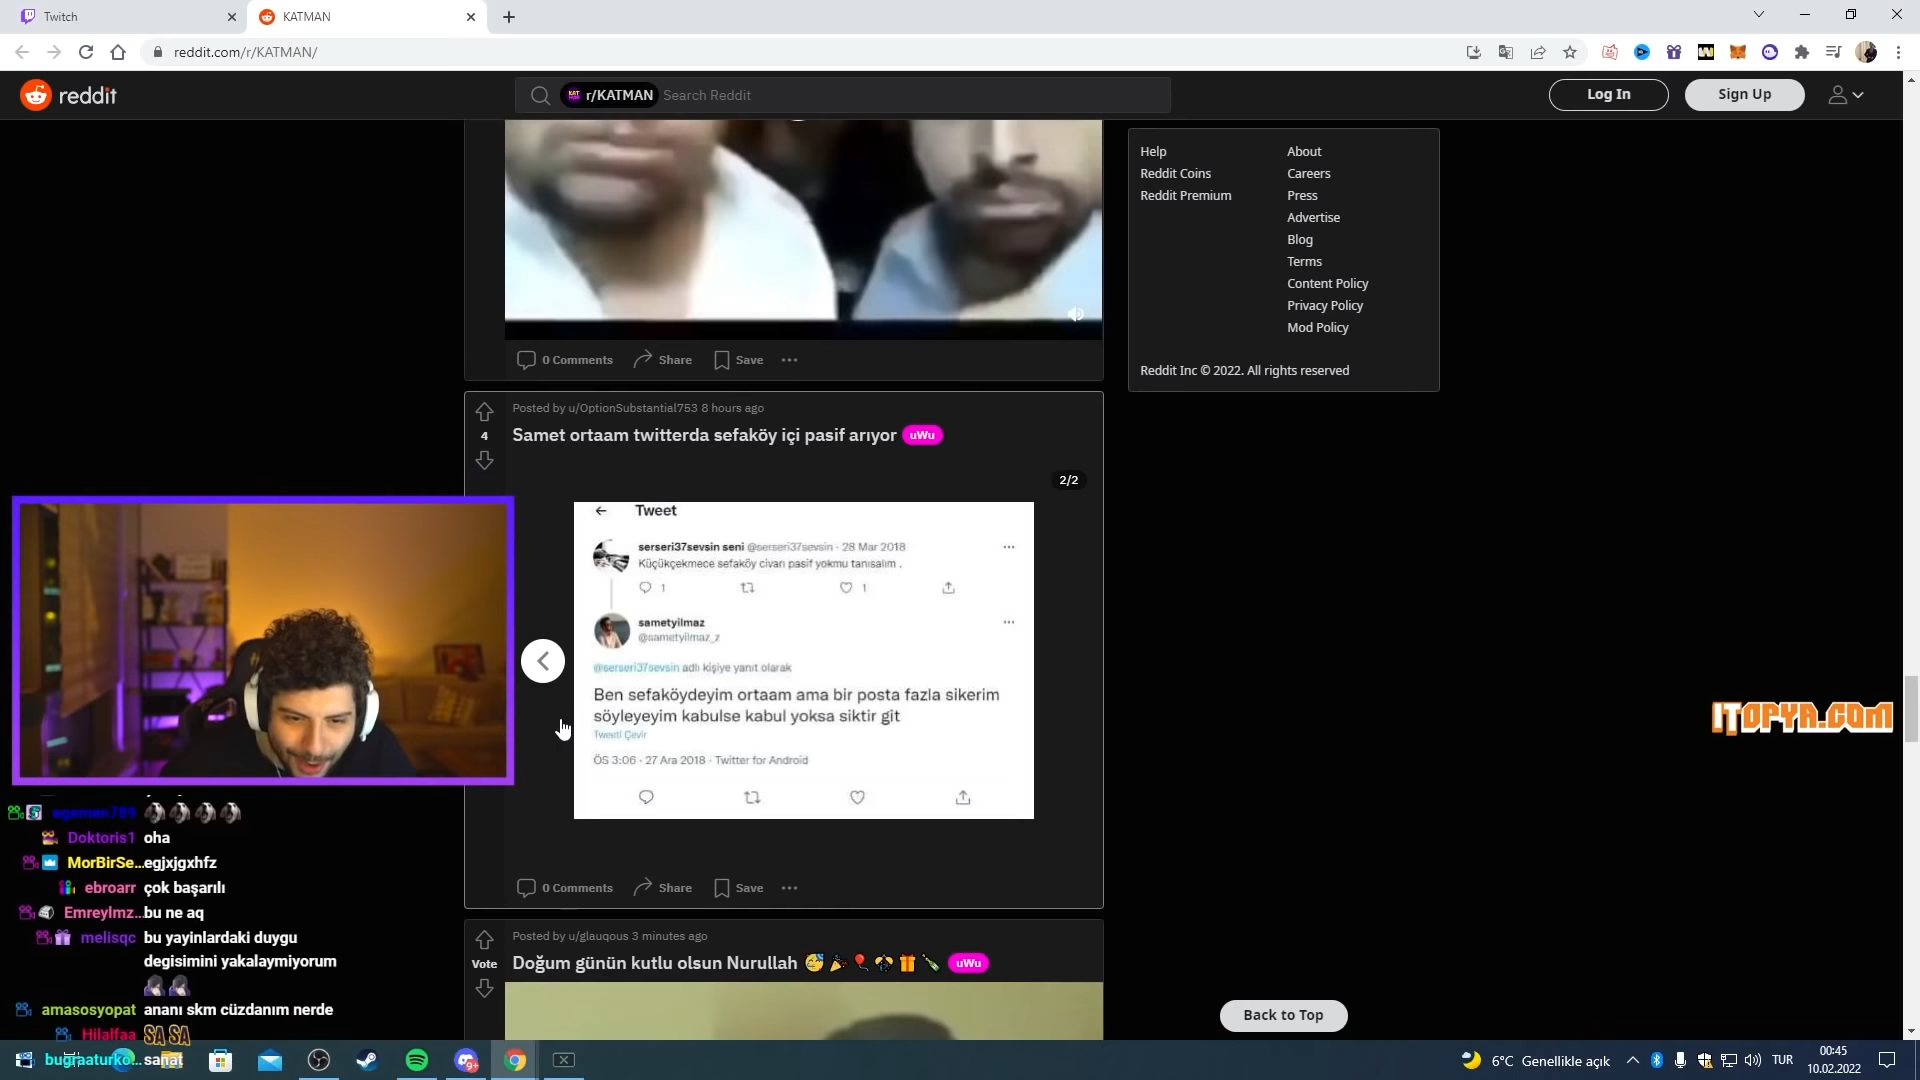 Twitch
KATMAN
reddit.com/r/KATMAN/
reddit
r/KATMAN Search Reddit
Log In
Sign Up
Help
About
Reddit Coins
Careers
Reddit Premium
Press
Advertise
Blog
Terms
Content Policy
Privacy Policy
Mod Policy
Reddit Inc © 2022. All rights reserved
0 Comments Share Save
Posted by u/OptionSubstantial753 8 hours ago
4
Samet ortaam twitterda sefaköy içi pasif arıyor uWu
2/2
Tweet
serseri37sevsin seni @serseri37sevsin · 28 Mar 2018
Küçükçekmece sefaköy civarı pasif yokmu tanısalım .
1 1
sametyilmaz
@sametyilmaz_z
@serseri37sevsin adlı kişiye yanıt olarak
Ben sefaköydeyim ortaam ama bir posta fazla sikerim
söyleyeyim kabulse kabul yoksa siktir git
Tweeti Çevir
ÖS 3:06 · 27 Ara 2018 · Twitter for Android
0 Comments Share Save
Posted by u/glauqous 3 minutes ago
Vote
Doğum günün kutlu olsun Nurullah 😴🎉🎈🎁🍾 uWu
Back to Top
ITOPYA.COM
egemen789
Doktoris1 oha
MorBirSe... egjxjgxhfz
ebroarr çok başarılı
Emreylmz... bu ne aq
melisqc bu yayinlardaki duygu
degisimini yakalaymiyorum
amasosyopat ananı skm cüzdanım nerde
Hilalfaa SA SA
bugraaturko... sanat
9+
6°C Genellikle açık
TUR
00:45
10.02.2022